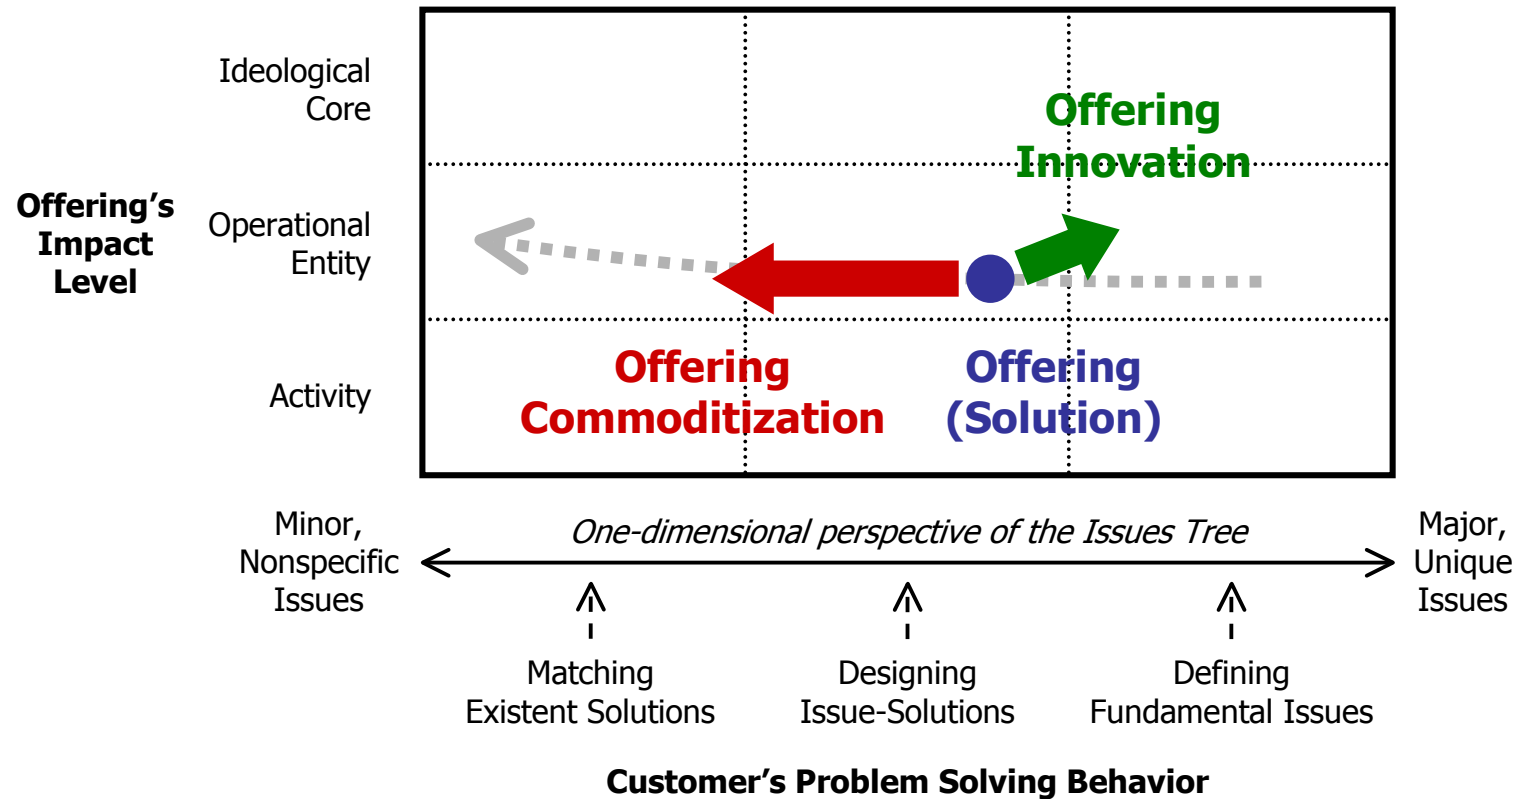 Ideological
Core
Offering
Innovation
Offering's
Impact
Level
Operational
Entity
Activity
Offering
Commoditization
Offering
(Solution)
Minor,
Nonspecific
Issues
One-dimensional perspective of the Issues Tree
Major,
Unique
Issues
Matching
Existent Solutions
Designing
Issue-Solutions
Defining
Fundamental Issues
Customer's Problem Solving Behavior